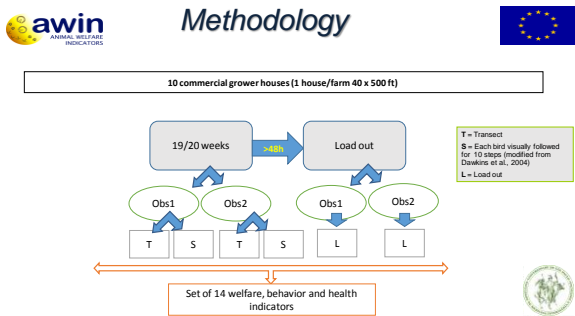 awin
ANIMAL WELFARE
INDICATORS
Methodology
10 commercial grower houses (1 house/farm 40 x 500 ft)
19/20 weeks
>48h
Load out
T = Transect
S = Each bird visually followed
for 10 steps (modified from
Dawkins et al., 2004)
L = Load out
Obs1
Obs2
Obs1
Obs2
T
S
T
S
L
L
Set of 14 welfare, behavior and health
indicators